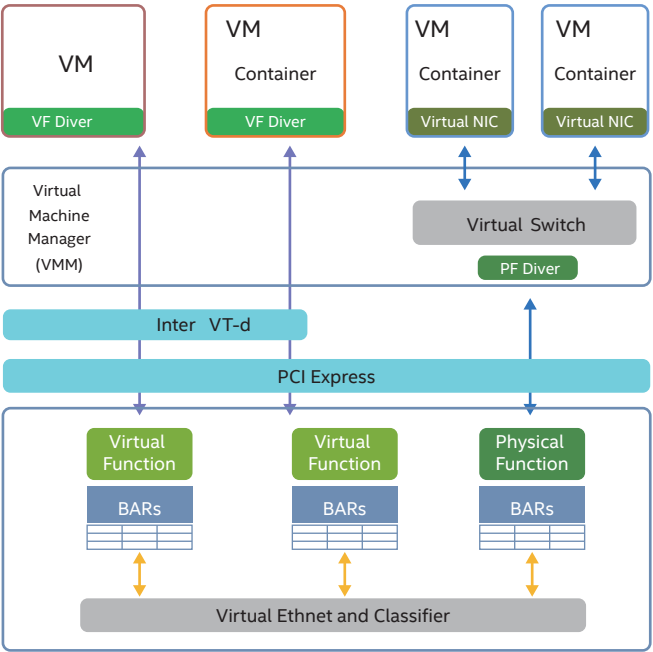 VM
VF Diver
VM
Container
VF Diver
VM
Container
Virtual NIC
VM
Container
Virtual NIC
Virtual
Machine
Manager
(VMM)
Virtual Switch
PF Diver
Inter VT-d
PCI Express
Virtual
Function
BARs
Virtual
Function
BARs
Physical
Function
BARs
Virtual Ethnet and Classifier